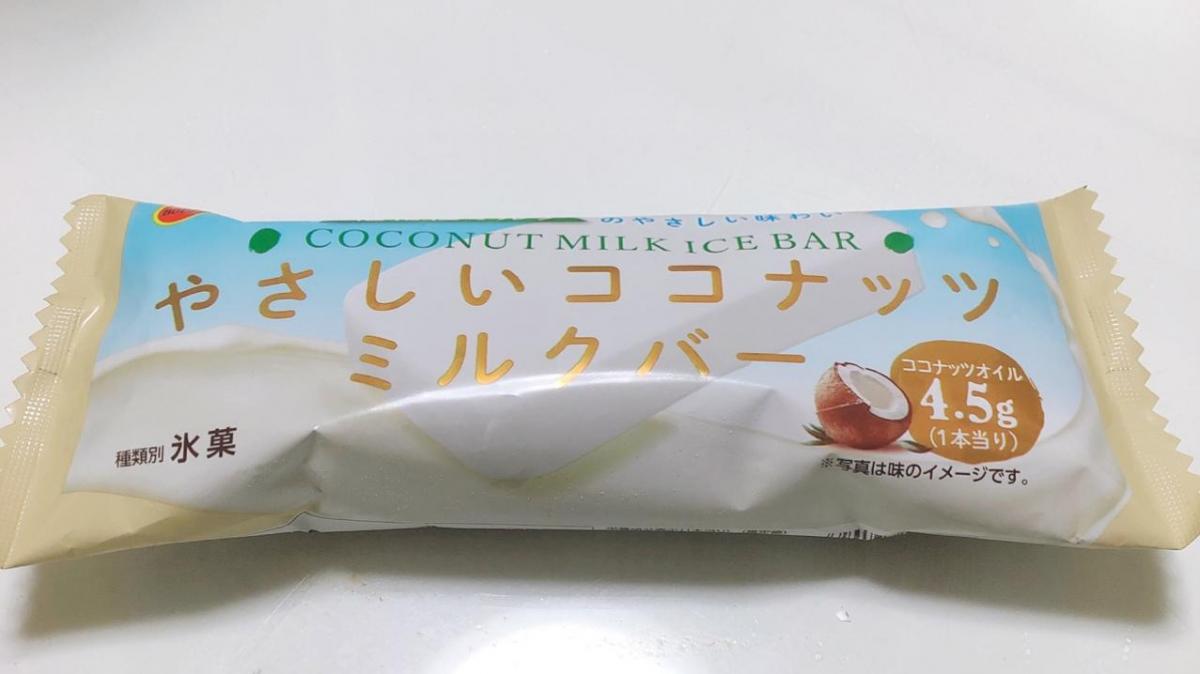 のやさしい味わい
COCONUT MILK ICE BAR
やさしいココナッツ
ミルクバー
ココナッツオイル
4.5g
(1本当り)
種類別 氷菓
※写真は味のイメージです。